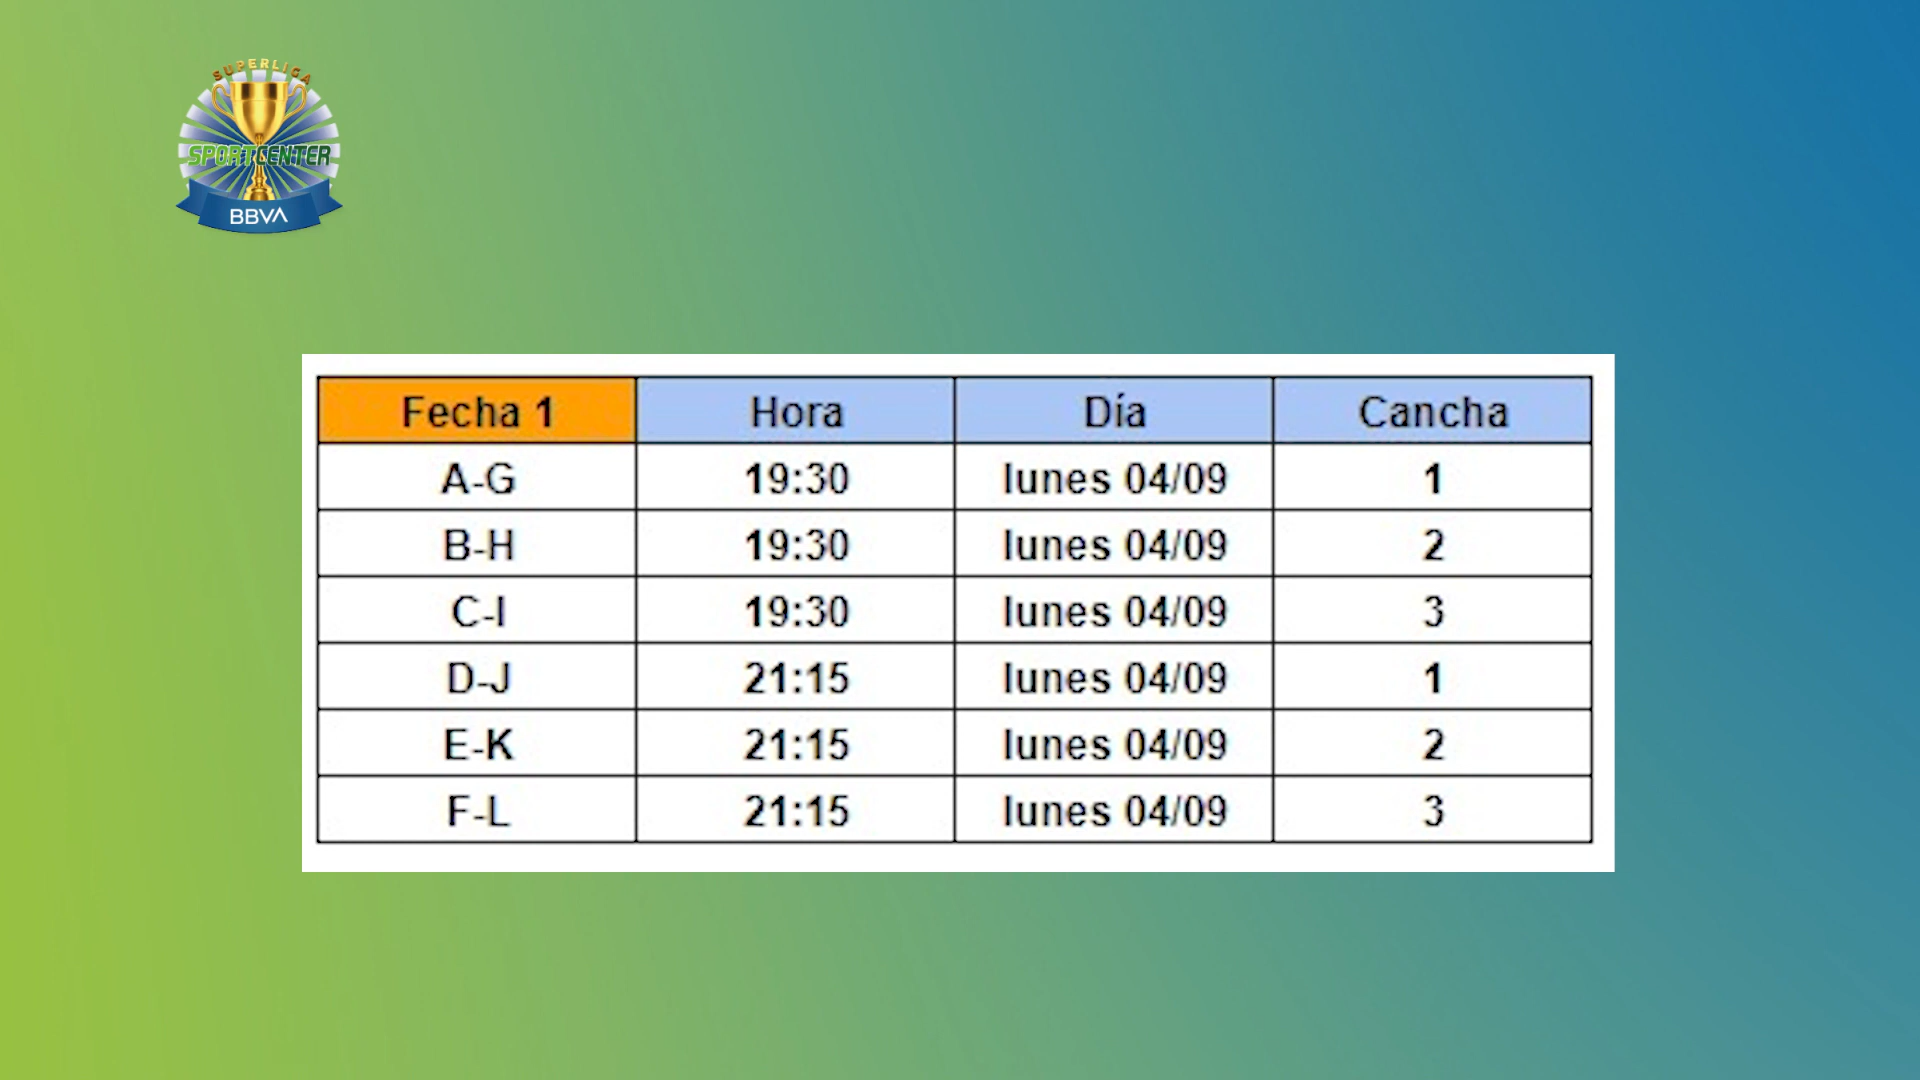 SUPERLIGA
SPORTCENTER
BBVA
Fecha 1 Hora Día Cancha
A-G 19:30 lunes 04/09 1
B-H 19:30 lunes 04/09 2
C-I 19:30 lunes 04/09 3
D-J 21:15 lunes 04/09 1
E-K 21:15 lunes 04/09 2
F-L 21:15 lunes 04/09 3